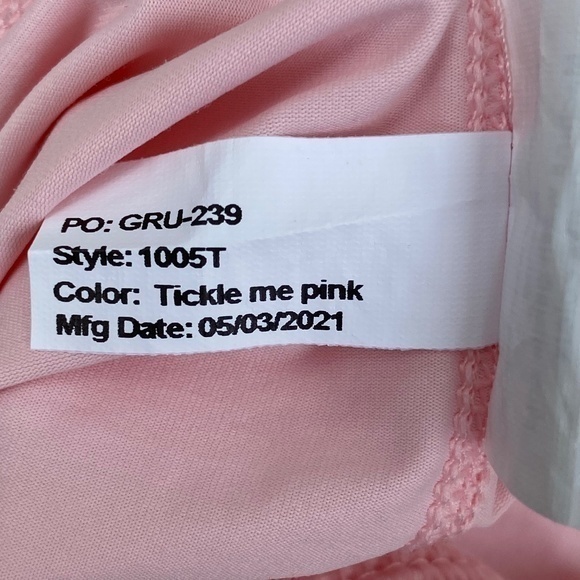 PO: GRU-239
Style: 1005T
Color: Tickle me pink
Mfg Date: 05/03/2021